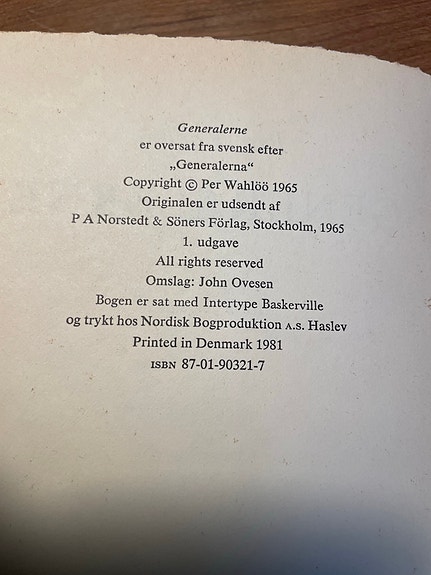 Generalerne
er oversat fra svensk efter
„Generalerna“
Copyright © Per Wahlöö 1965
Originalen er udsendt af
P A Norstedt & Söners Förlag, Stockholm, 1965
1. udgave
All rights reserved
Omslag: John Ovesen
Bogen er sat med Intertype Baskerville
og trykt hos Nordisk Bogproduktion A.S. Haslev
Printed in Denmark 1981
ISBN 87-01-90321-7